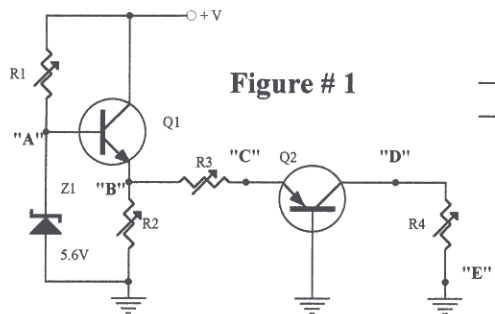 + V
R1
Q1
Figure # 1
"A"
R3
"C"
Q2
"D"
Z1
"B"
R2
R4
5.6V
"E"